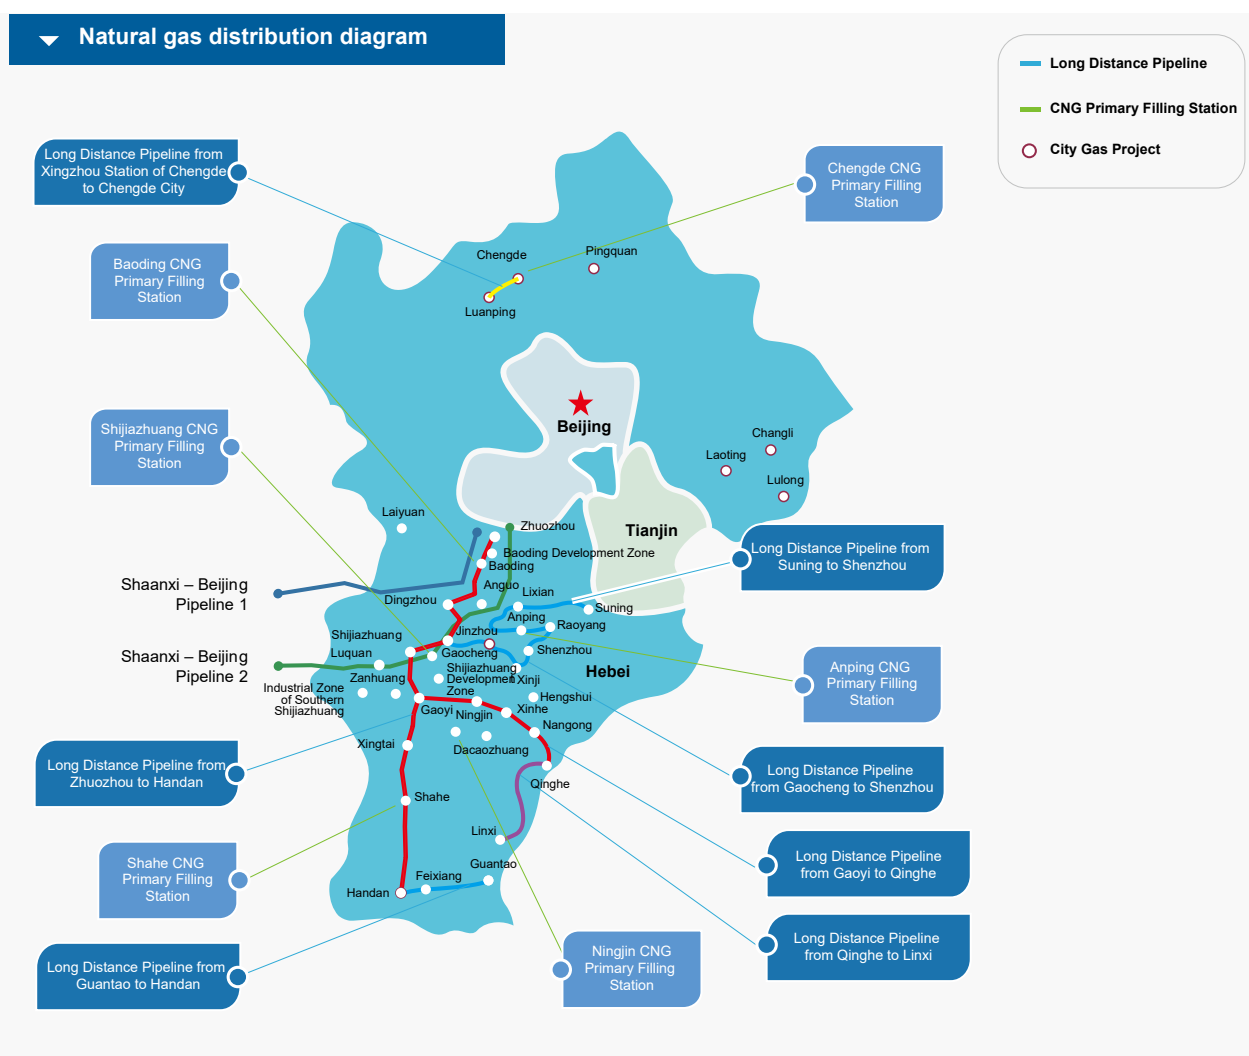 Natural gas distribution diagram
Long Distance Pipeline
CNG Primary Filling Station
City Gas Project
Long Distance Pipeline from
Xingzhou Station of Chengde
to Chengde City
Chengde CNG
Primary Filling
Station
Baoding CNG
Primary Filling
Station
Shijiazhuang CNG
Primary Filling
Station
Chengde
Pingquan
Luanping
Beijing
Changli
Laoting
Lulong
Laiyuan
Zhuozhou
Tianjin
Baoding Development Zone
Baoding
Long Distance Pipeline from
Suning to Shenzhou
Shaanxi – Beijing
Pipeline 1
Anguo
Lixian
Dingzhou
Suning
Anping
Raoyang
Jinzhou
Shijiazhuang
Luquan
Gaocheng
Shenzhou
Shaanxi – Beijing
Pipeline 2
Shijiazhuang
Development
Zone
Xinji
Hebei
Zanhuang
Industrial Zone
of Southern
Shijiazhuang
Hengshui
Anping CNG
Primary Filling
Station
Gaoyi
Ningjin
Xinhe
Nangong
Xingtai
Dacaozhuang
Long Distance Pipeline from
Zhuozhou to Handan
Long Distance Pipeline
from Gaocheng to Shenzhou
Qinghe
Shahe
Linxi
Shahe CNG
Primary Filling
Station
Guantao
Feixiang
Handan
Long Distance Pipeline
from Gaoyi to Qinghe
Long Distance Pipeline
from Qinghe to Linxi
Long Distance Pipeline from
Guantao to Handan
Ningjin CNG
Primary Filling
Station